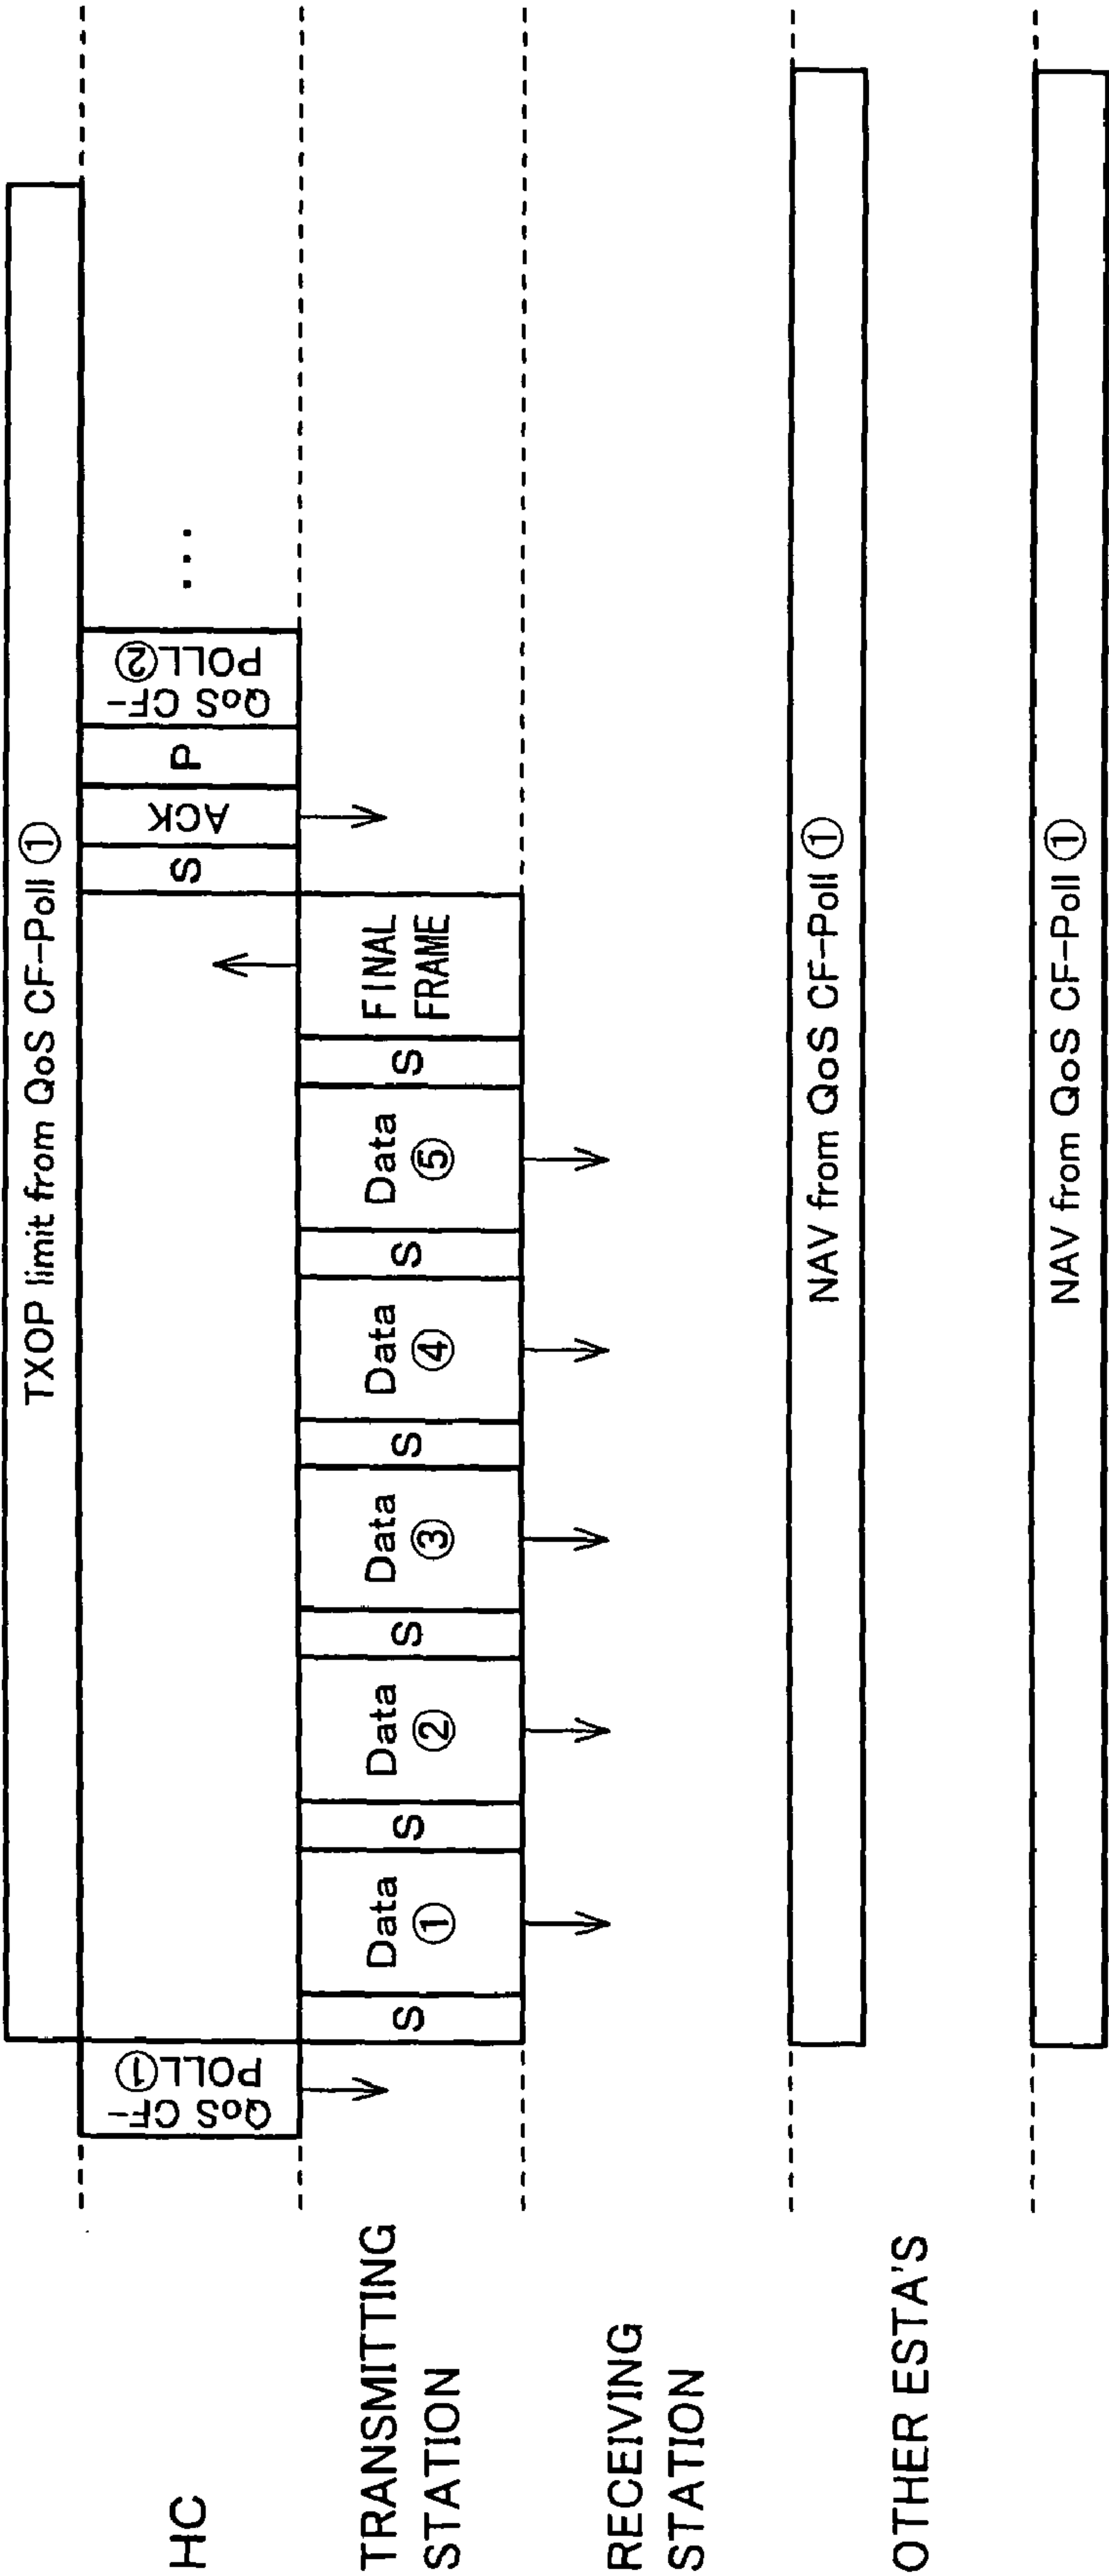 TXOP limit from QoS CF-Poll ①
HC
QoS CF-
POLL①
S
ACK
P
QoS CF-
POLL②
...
TRANSMITTING
STATION
S
Data
①
S
Data
②
S
Data
③
S
Data
④
S
Data
⑤
S
FINAL
FRAME
RECEIVING
STATION
NAV from QoS CF-Poll ①
OTHER ESTA'S
NAV from QoS CF-Poll ①